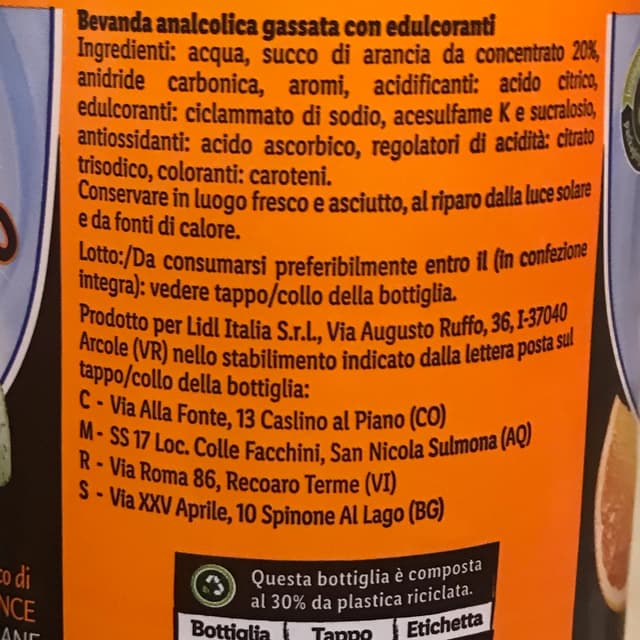 Bevanda analcolica gassata con edulcoranti
Ingredienti: acqua, succo di arancia da concentrato 20%,
anidride carbonica, aromi, acidificanti: acido citrico,
edulcoranti: ciclammato di sodio, acesulfame K e sucralosio,
antiossidanti: acido ascorbico, regolatori di acidità: citrato
trisodico, coloranti: caroteni.
Conservare in luogo fresco e asciutto, al riparo dalla luce solare
e da fonti di calore.
Lotto:/Da consumarsi preferibilmente entro il (in confezione
integra): vedere tappo/collo della bottiglia.
Prodotto per Lidl Italia S.r.l., Via Augusto Ruffo, 36, I-37040
Arcole (VR) nello stabilimento indicato dalla lettera posta sul
tappo/collo della bottiglia:
C - Via Alla Fonte, 13 Caslino al Piano (CO)
M - SS 17 Loc. Colle Facchini, San Nicola Sulmona (AQ)
R - Via Roma 86, Recoaro Terme (VI)
S - Via XXV Aprile, 10 Spinone Al Lago (BG)
Questa bottiglia è composta
al 30% da plastica riciclata.
Bottiglia Tappo Etichetta
di